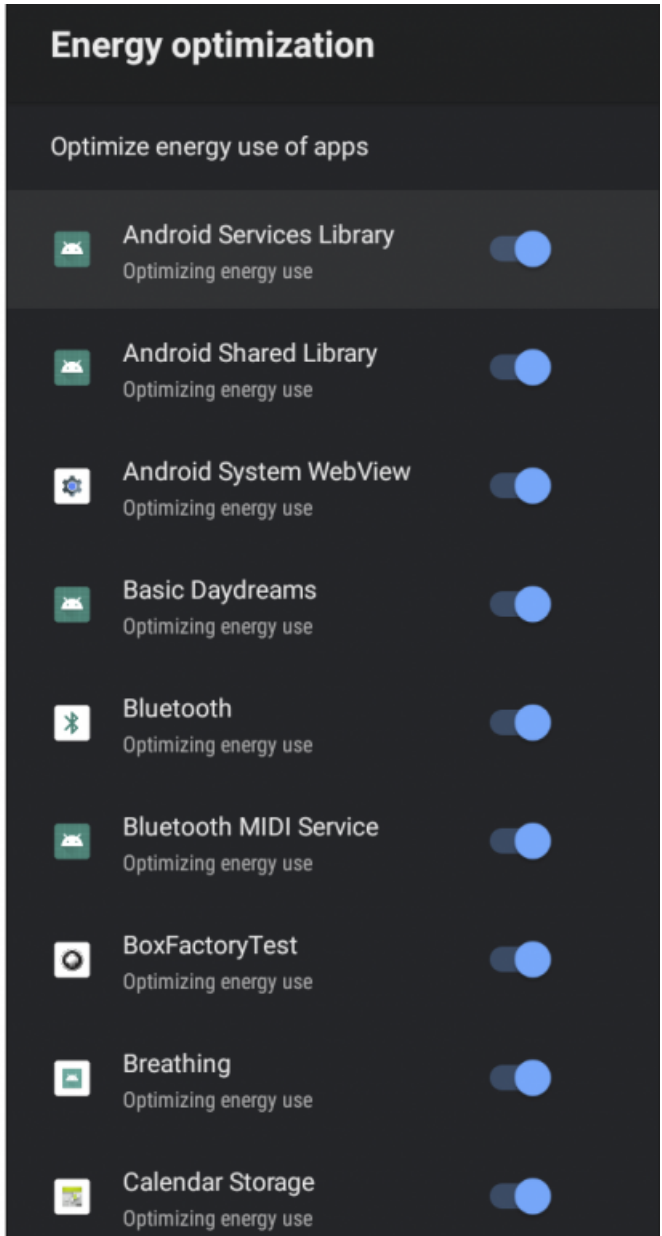 Energy optimization
Optimize energy use of apps
Android Services Library
Optimizing energy use
Android Shared Library
Optimizing energy use
Android System WebView
Optimizing energy use
Basic Daydreams
Optimizing energy use
Bluetooth
Optimizing energy use
Bluetooth MIDI Service
Optimizing energy use
BoxFactoryTest
Optimizing energy use
Breathing
Optimizing energy use
Calendar Storage
Optimizing energy use